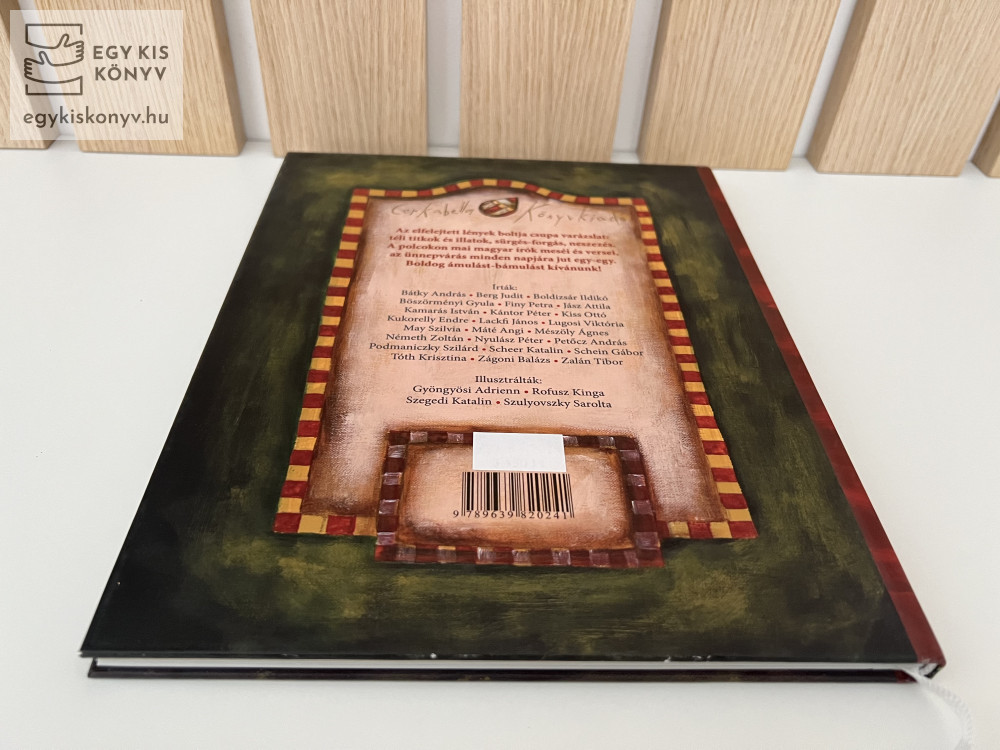 EGY KIS
KÖNYV
egykiskonyv.hu
Cerkabella Könyvkiadó
Az elfelejtett lények boltja csupa varázslat:
téli titkok és illatok, sürgés-forgás, neszezés.
A polcokon mai magyar írók meséi és versei,
az ünnepvárás minden napjára jut egy-egy.
Boldog ámulást-bámulást kívánunk!
Írták:
Bátky András • Berg Judit • Boldizsár Ildikó
Böszörményi Gyula • Finy Petra • Jász Attila
Kamarás István • Kántor Péter • Kiss Ottó
Kukorelly Endre • Lackfi János • Lugosi Viktória
May Szilvia • Máté Angi • Mészöly Ágnes
Németh Zoltán • Nyulász Péter • Petőcz András
Podmaniczky Szilárd • Scheer Katalin • Schein Gábor
Tóth Krisztina • Zágoni Balázs • Zalán Tibor
Illusztrálták:
Gyöngyösi Adrienn • Rofusz Kinga
Szegedi Katalin • Szulyovszky Sarolta
9 789639 820241